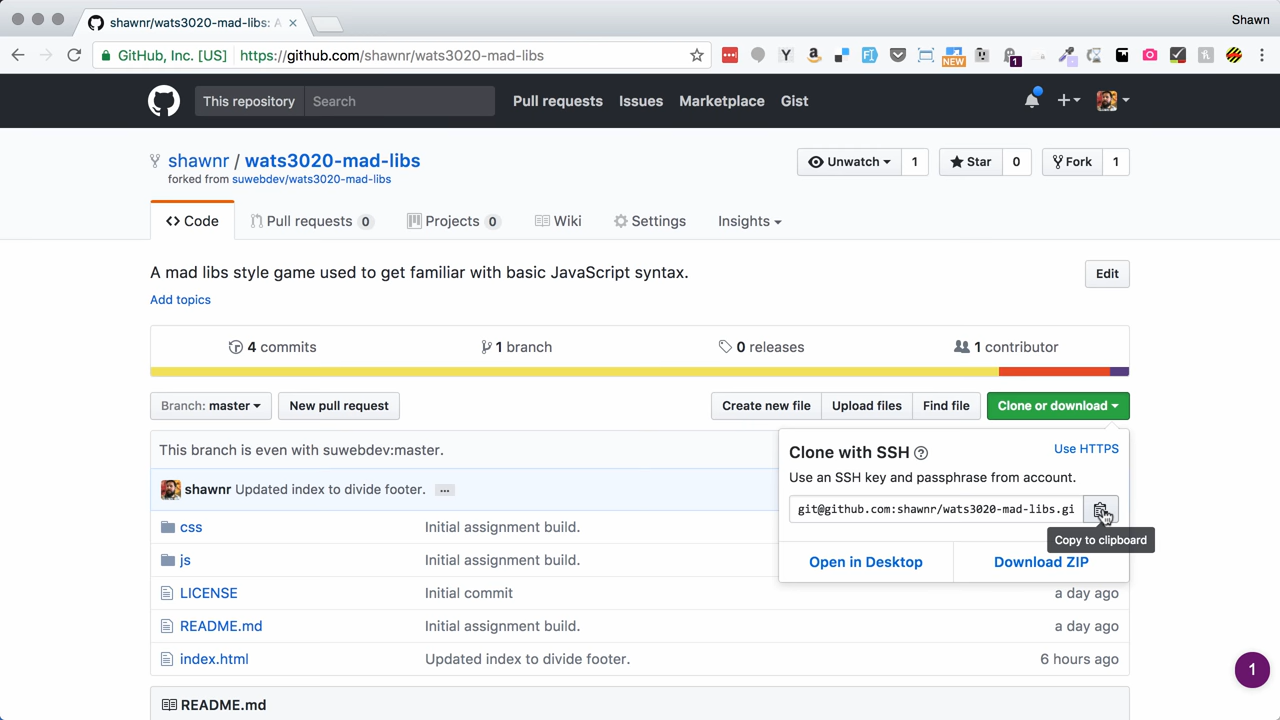 shawnr/wats3020-mad-libs: A
Shawn
GitHub, Inc. [US]
https://github.com/shawnr/wats3020-mad-libs
NEW
1
This repository
Search
Pull requests
Issues
Marketplace
Gist
shawnr / wats3020-mad-libs
forked from suwebdev/wats3020-mad-libs
Unwatch
1
Star
0
Fork
1
Code
Pull requests 0
Projects 0
Wiki
Settings
Insights
A mad libs style game used to get familiar with basic JavaScript syntax.
Edit
Add topics
4 commits
1 branch
0 releases
1 contributor
Branch: master
New pull request
Create new file
Upload files
Find file
Clone or download
This branch is even with suwebdev:master.
Clone with SSH
Use HTTPS
Use an SSH key and passphrase from account.
git@github.com:shawnr/wats3020-mad-libs.gi
Copy to clipboard
Open in Desktop
Download ZIP
shawnr Updated index to divide footer. ...
css Initial assignment build.
js Initial assignment build.
LICENSE Initial commit a day ago
README.md Initial assignment build. a day ago
index.html Updated index to divide footer. 6 hours ago
1
README.md